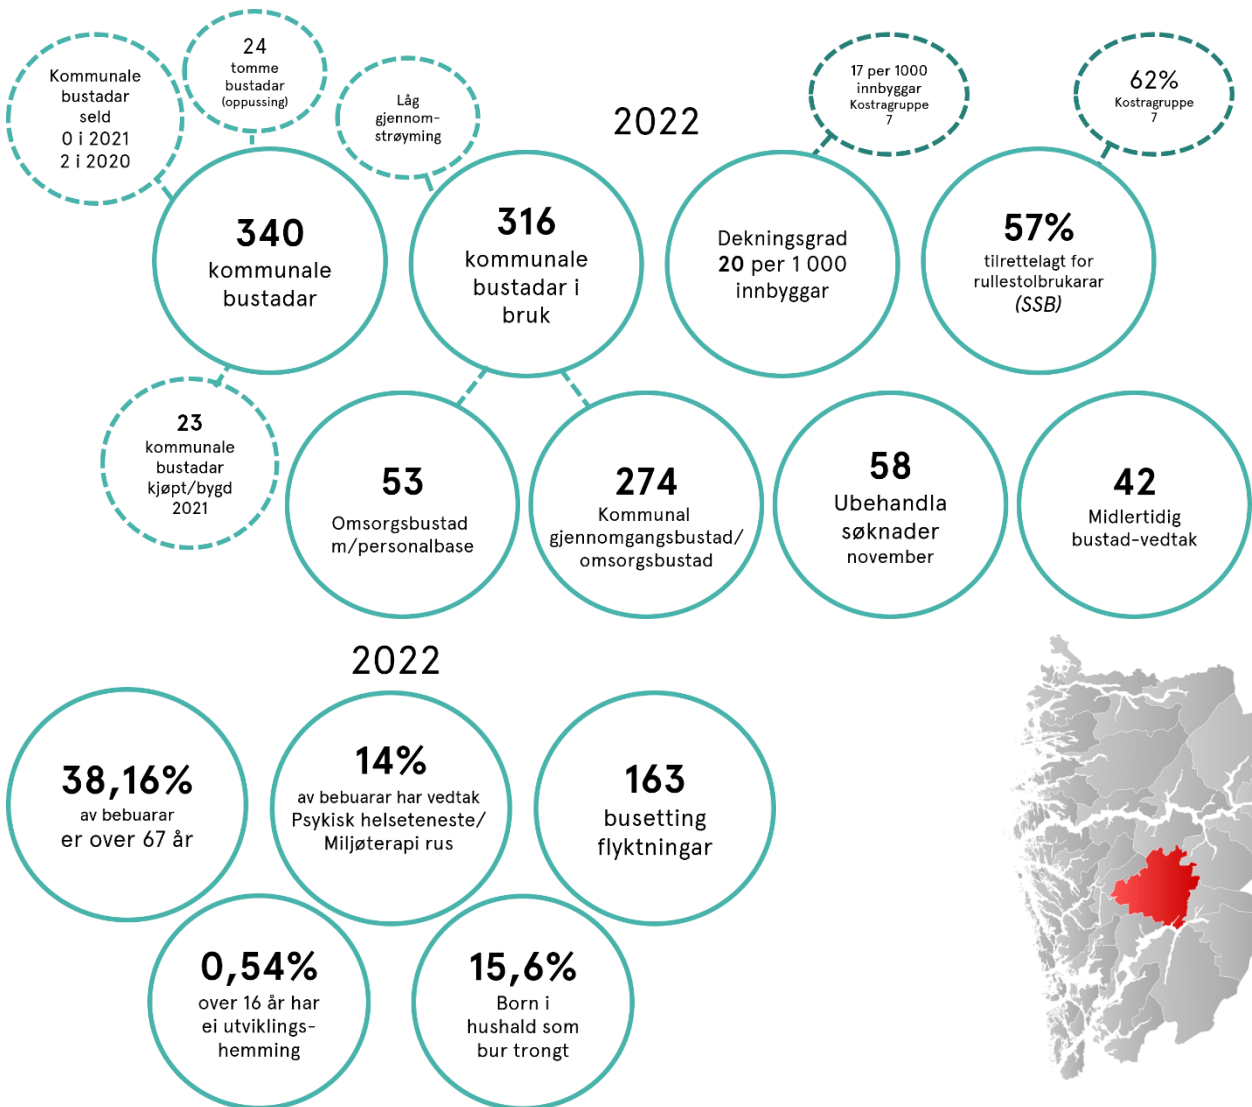 Kommunale
bustadar
seld
0 i 2021
2 i 2020
24
tomme
bustadar
(oppussing)
Låg
gjennom-
strøyming
2022
17 per 1000
innbyggar
Kostragruppe
7
62%
Kostragruppe
7
340
kommunale
bustadar
316
kommunale
bustadar i
bruk
Dekningsgrad
20 per 1 000
innbyggar
57%
tilrettelagt for
rullestolbrukarar
(SSB)
23
kommunale
bustadar
kjøpt/bygd
2021
53
Omsorgsbustad
m/personalbase
274
Kommunal
gjennomgangsbustad/
omsorgsbustad
58
Ubehandla
søknader
november
42
Midlertidig
bustad-vedtak
2022
38,16%
av bebuarar
er over 67 år
14%
av bebuarar har vedtak
Psykisk helseteneste/
Miljøterapi rus
163
busetting
flyktningar
0,54%
over 16 år har
ei utviklings-
hemming
15,6%
Born i
hushald som
bur trongt